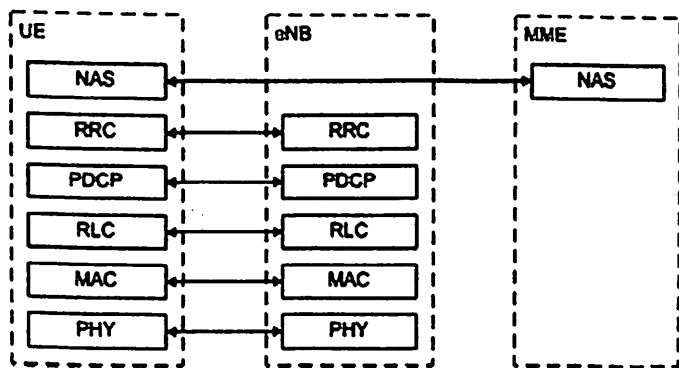 UE eNB MME
NAS NAS
RRC RRC
PDCP PDCP
RLC RLC
MAC MAC
PHY PHY